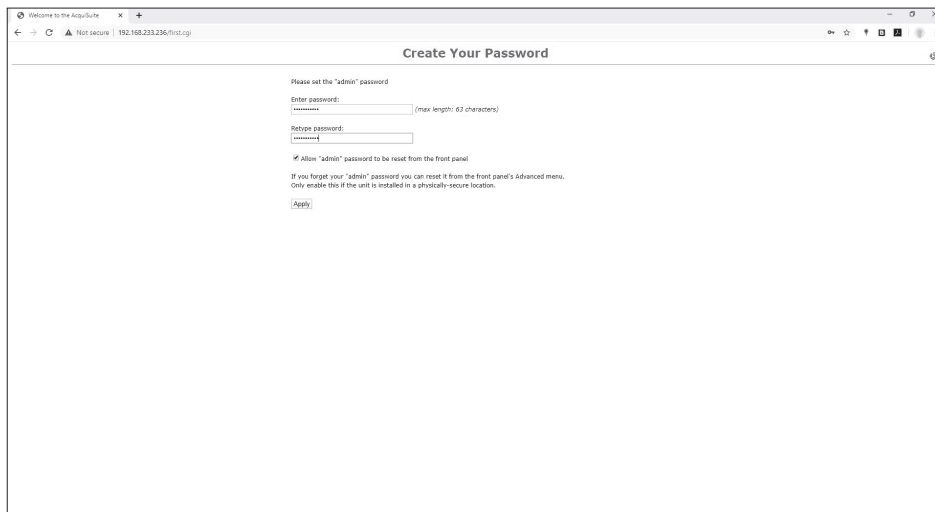 Welcome to the AcquiSuite
Not secure | 192.168.233.236/first.cgi
Create Your Password
Please set the "admin" password
Enter password:
••••••••••• (max length: 63 characters)
Retype password:
•••••••••••
Allow "admin" password to be reset from the front panel
If you forget your "admin" password you can reset it from the front panel's Advanced menu.
Only enable this if the unit is installed in a physically-secure location.
Apply